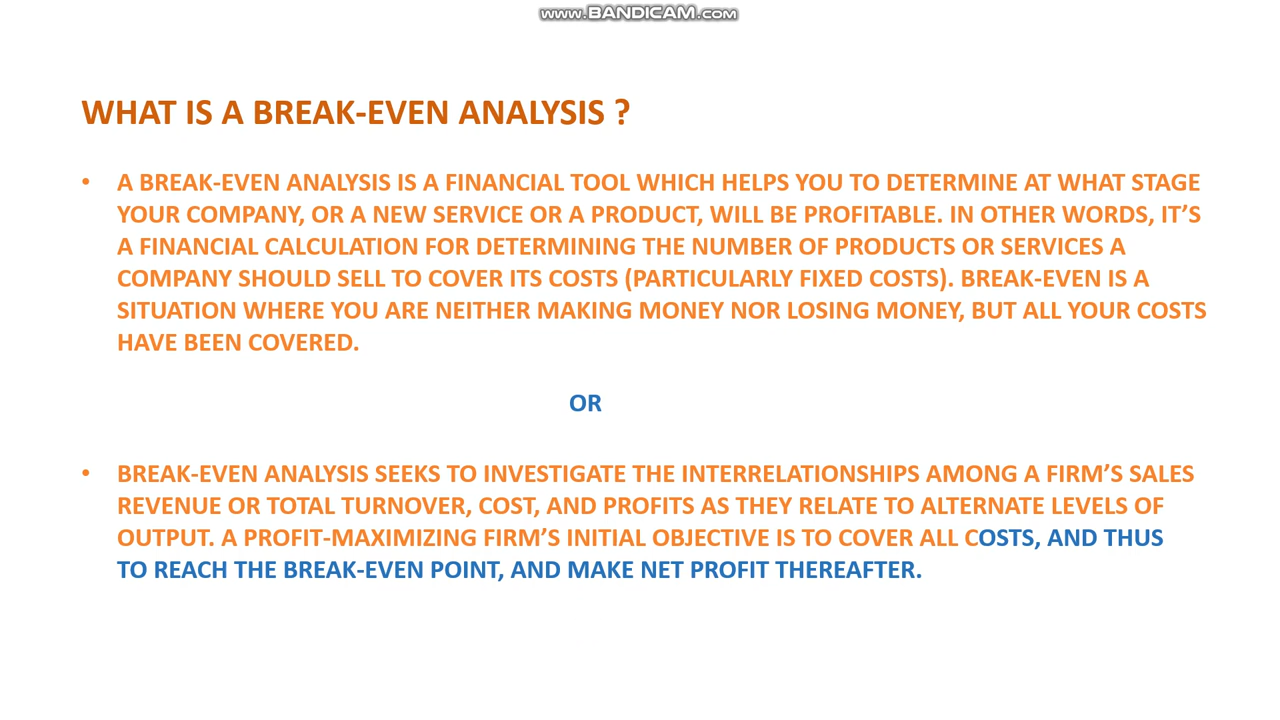 www.BANDICAM.com
WHAT IS A BREAK-EVEN ANALYSIS ?
• A BREAK-EVEN ANALYSIS IS A FINANCIAL TOOL WHICH HELPS YOU TO DETERMINE AT WHAT STAGE
YOUR COMPANY, OR A NEW SERVICE OR A PRODUCT, WILL BE PROFITABLE. IN OTHER WORDS, IT’S
A FINANCIAL CALCULATION FOR DETERMINING THE NUMBER OF PRODUCTS OR SERVICES A
COMPANY SHOULD SELL TO COVER ITS COSTS (PARTICULARLY FIXED COSTS). BREAK-EVEN IS A
SITUATION WHERE YOU ARE NEITHER MAKING MONEY NOR LOSING MONEY, BUT ALL YOUR COSTS
HAVE BEEN COVERED.
OR
• BREAK-EVEN ANALYSIS SEEKS TO INVESTIGATE THE INTERRELATIONSHIPS AMONG A FIRM’S SALES
REVENUE OR TOTAL TURNOVER, COST, AND PROFITS AS THEY RELATE TO ALTERNATE LEVELS OF
OUTPUT. A PROFIT-MAXIMIZING FIRM’S INITIAL OBJECTIVE IS TO COVER ALL COSTS, AND THUS
TO REACH THE BREAK-EVEN POINT, AND MAKE NET PROFIT THEREAFTER.